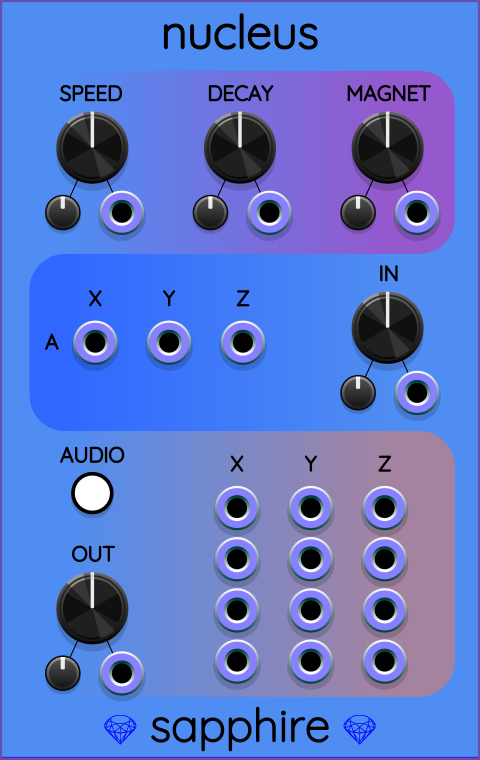 nucleus
SPEED DECAY MAGNET
IN
X Y Z
A
AUDIO
X Y Z
OUT
sapphire